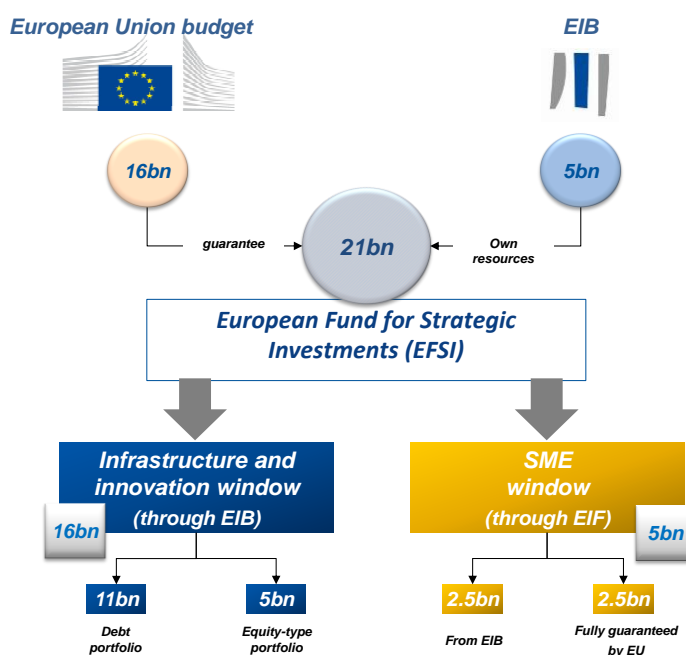 European Union budget
EIB
16bn
5bn
guarantee
21bn
Own
resources
European Fund for Strategic
Investments (EFSI)
Infrastructure and
innovation window
(through EIB)
16bn
SME
window
(through EIF)
5bn
11bn
5bn
2.5bn
2.5bn
Debt
portfolio
Equity-type
portfolio
From EIB
Fully guaranteed
by EU